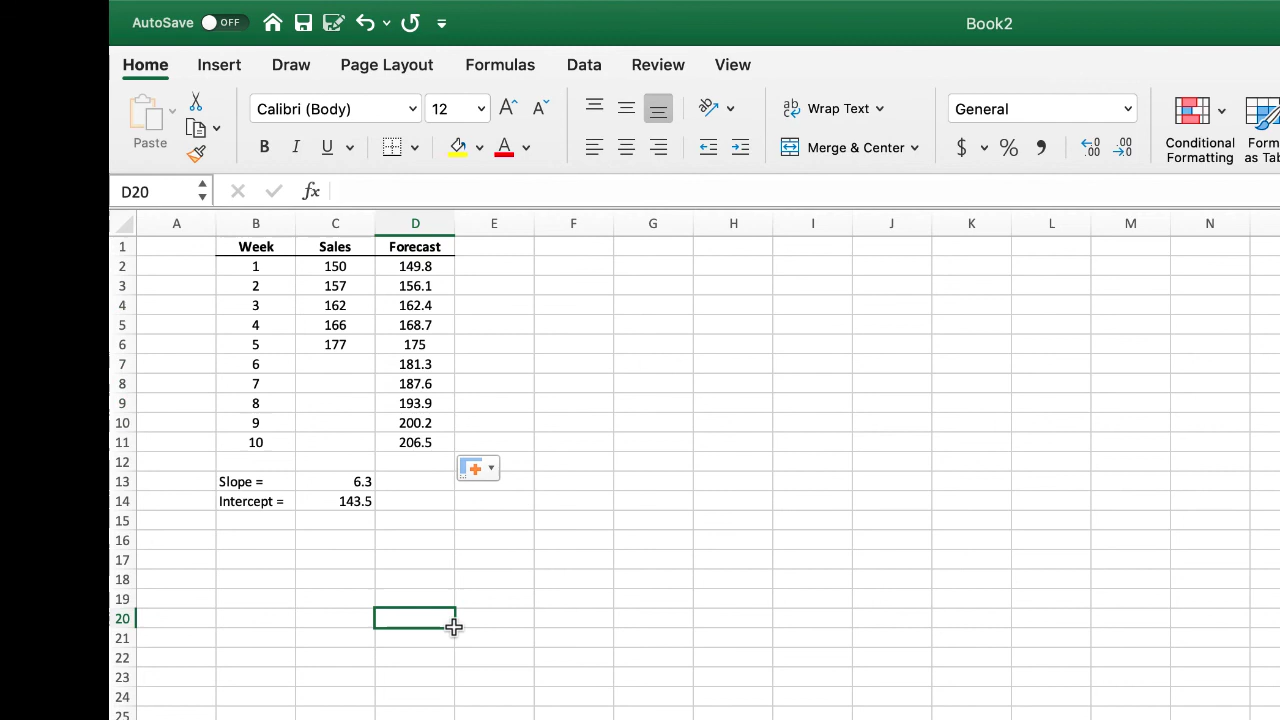 AutoSave OFF Book2
Home Insert Draw Page Layout Formulas Data Review View
Paste Calibri (Body) 12 A A ab Wrap Text General
B I U A Merge & Center $ % Conditional Formatting
D20 fx
A B C D E F G H I J K L M N
1 Week Sales Forecast
2 1 150 149.8
3 2 157 156.1
4 3 162 162.4
5 4 166 168.7
6 5 177 175
7 6 181.3
8 7 187.6
9 8 193.9
10 9 200.2
11 10 206.5
12
13 Slope = 6.3
14 Intercept = 143.5
15
16
17
18
19
20
21
22
23
24
25